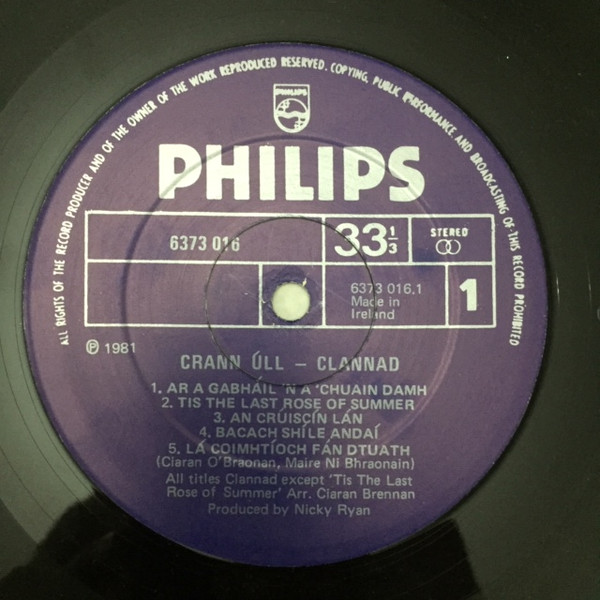 ALL RIGHTS OF THE RECORD PRODUCER AND OF THE OWNER OF THE WORK REPRODUCED RESERVED. COPYING, PUBLIC PERFORMANCE AND BROADCASTING OF THIS RECORD PROHIBITED
PHILIPS
PHILIPS
6373 016
33 1/3
STEREO
6373 016.1
Made in
Ireland
1
Ⓟ 1981
CRANN ÚLL – CLANNAD
1. AR A GABHÁIL 'N A 'CHUAIN DAMH
2. TIS THE LAST ROSE OF SUMMER
3. AN CRUISCÍN LÁN
4. BACACH SHÍLE ANDAÍ
5. LÁ COIMHTÍOCH FÁN DTUATH
(Ciaran O'Braonan, Maire Ni Bhraonain)
All titles Clannad except 'Tis The Last
Rose of Summer' Arr. Ciaran Brennan
Produced by Nicky Ryan